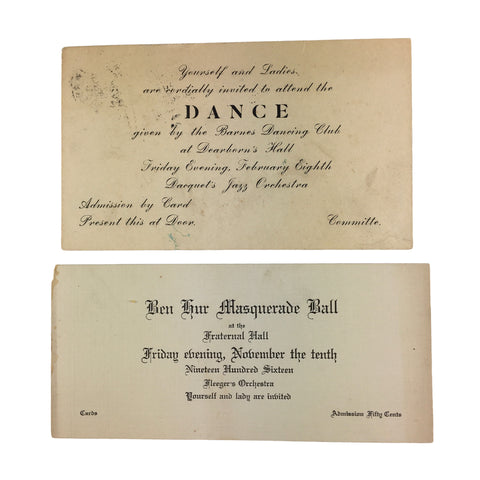 Yourself and Ladies
are cordially invited to attend the
DANCE
given by the Barnes Dancing Club
at Dearborn's Hall
Friday Evening, February Eighth
Dacquet's Jazz Orchestra
Admission by Card
Present this at Door.
Committe.
Ben Hur Masquerade Ball
at the
Fraternal Hall
Friday evening, November the tenth
Nineteen Hundred Sixteen
Fleeger's Orchestra
Yourself and lady are invited
Cards
Admission Fifty Cents